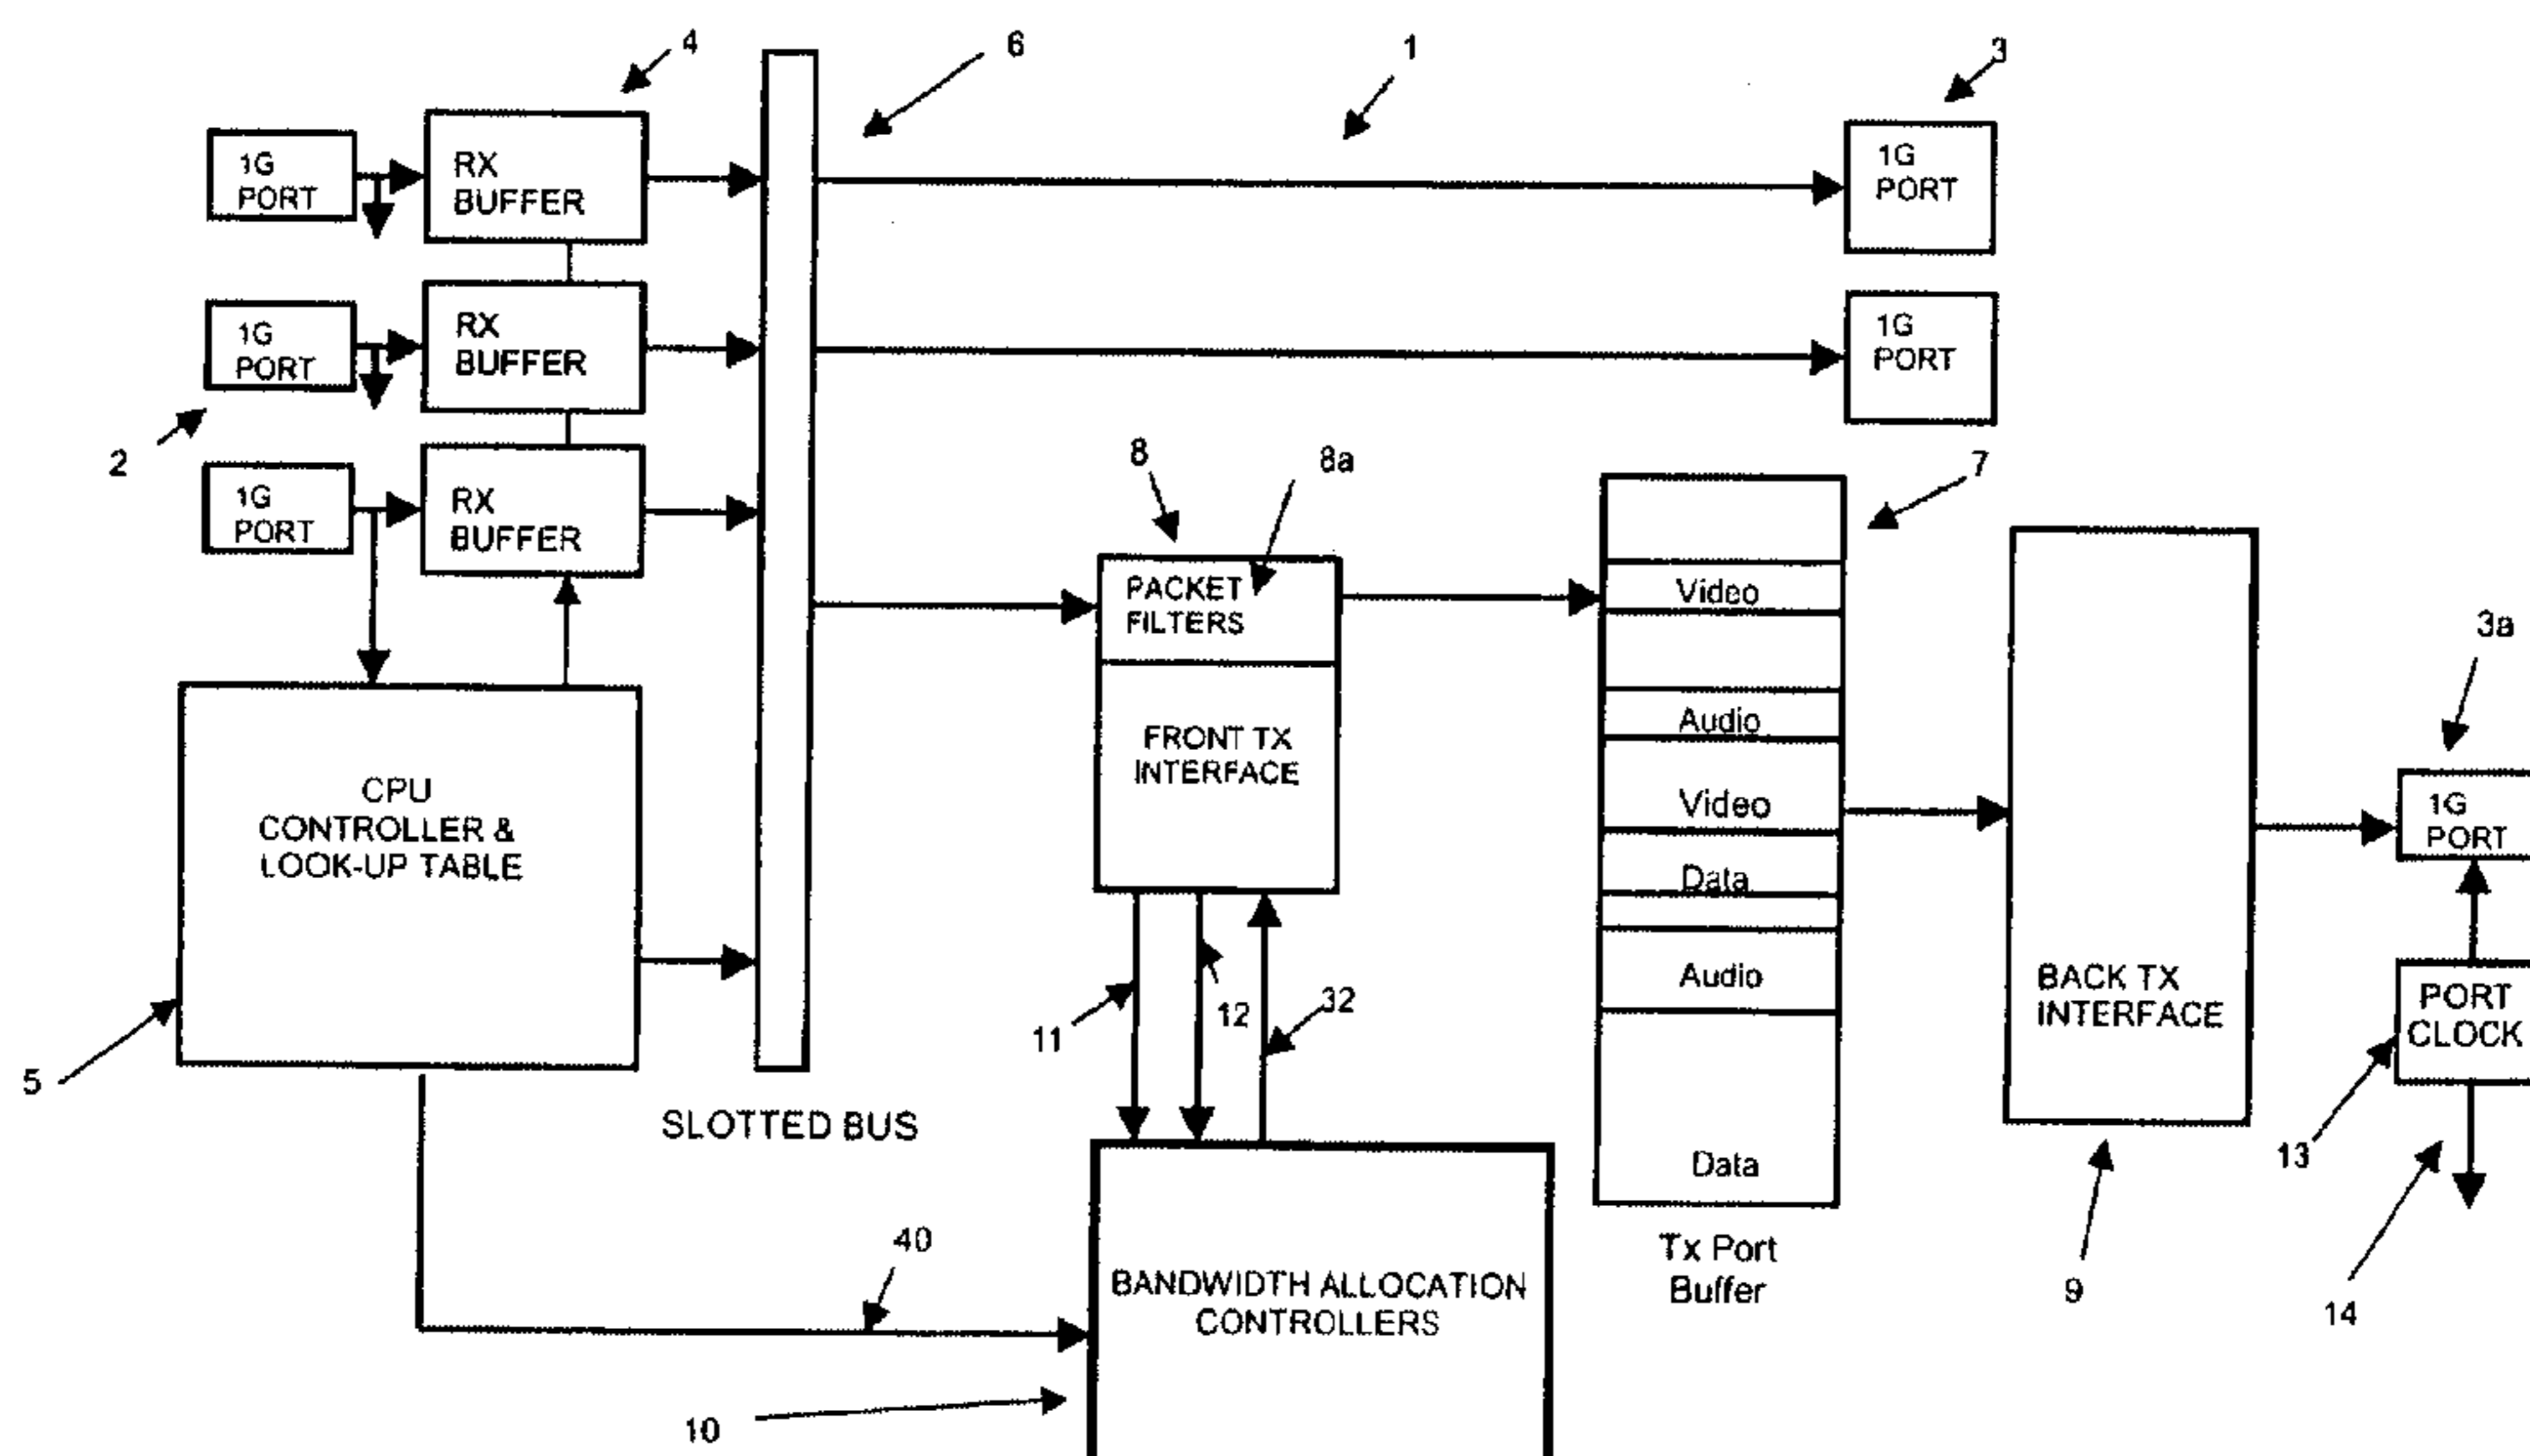 4
6
1
3
1G
PORT
RX
BUFFER
1G
PORT
1G
PORT
RX
BUFFER
1G
PORT
2
1G
PORT
RX
BUFFER
8
8a
7
PACKET
FILTERS
FRONT TX
INTERFACE
Video
Audio
Video
Data
Audio
Data
Tx Port
Buffer
3a
1G
PORT
BACK TX
INTERFACE
PORT
CLOCK
13
14
9
CPU
CONTROLLER &
LOOK-UP TABLE
5
SLOTTED BUS
11
12
32
40
BANDWIDTH ALLOCATION
CONTROLLERS
10